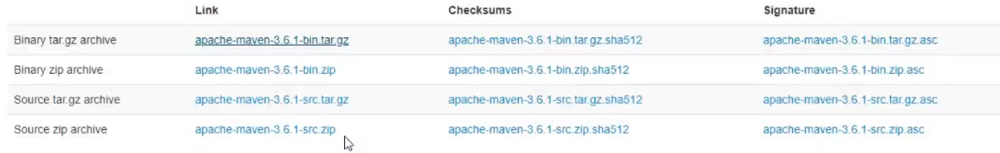 Link Checksums Signature
Binary tar.gz archive apache-maven-3.6.1-bin.tar.gz apache-maven-3.6.1-bin.tar.gz.sha512 apache-maven-3.6.1-bin.tar.gz.asc
Binary zip archive apache-maven-3.6.1-bin.zip apache-maven-3.6.1-bin.zip.sha512 apache-maven-3.6.1-bin.zip.asc
Source tar.gz archive apache-maven-3.6.1-src.tar.gz apache-maven-3.6.1-src.tar.gz.sha512 apache-maven-3.6.1-src.tar.gz.asc
Source zip archive apache-maven-3.6.1-src.zip apache-maven-3.6.1-src.zip.sha512 apache-maven-3.6.1-src.zip.asc